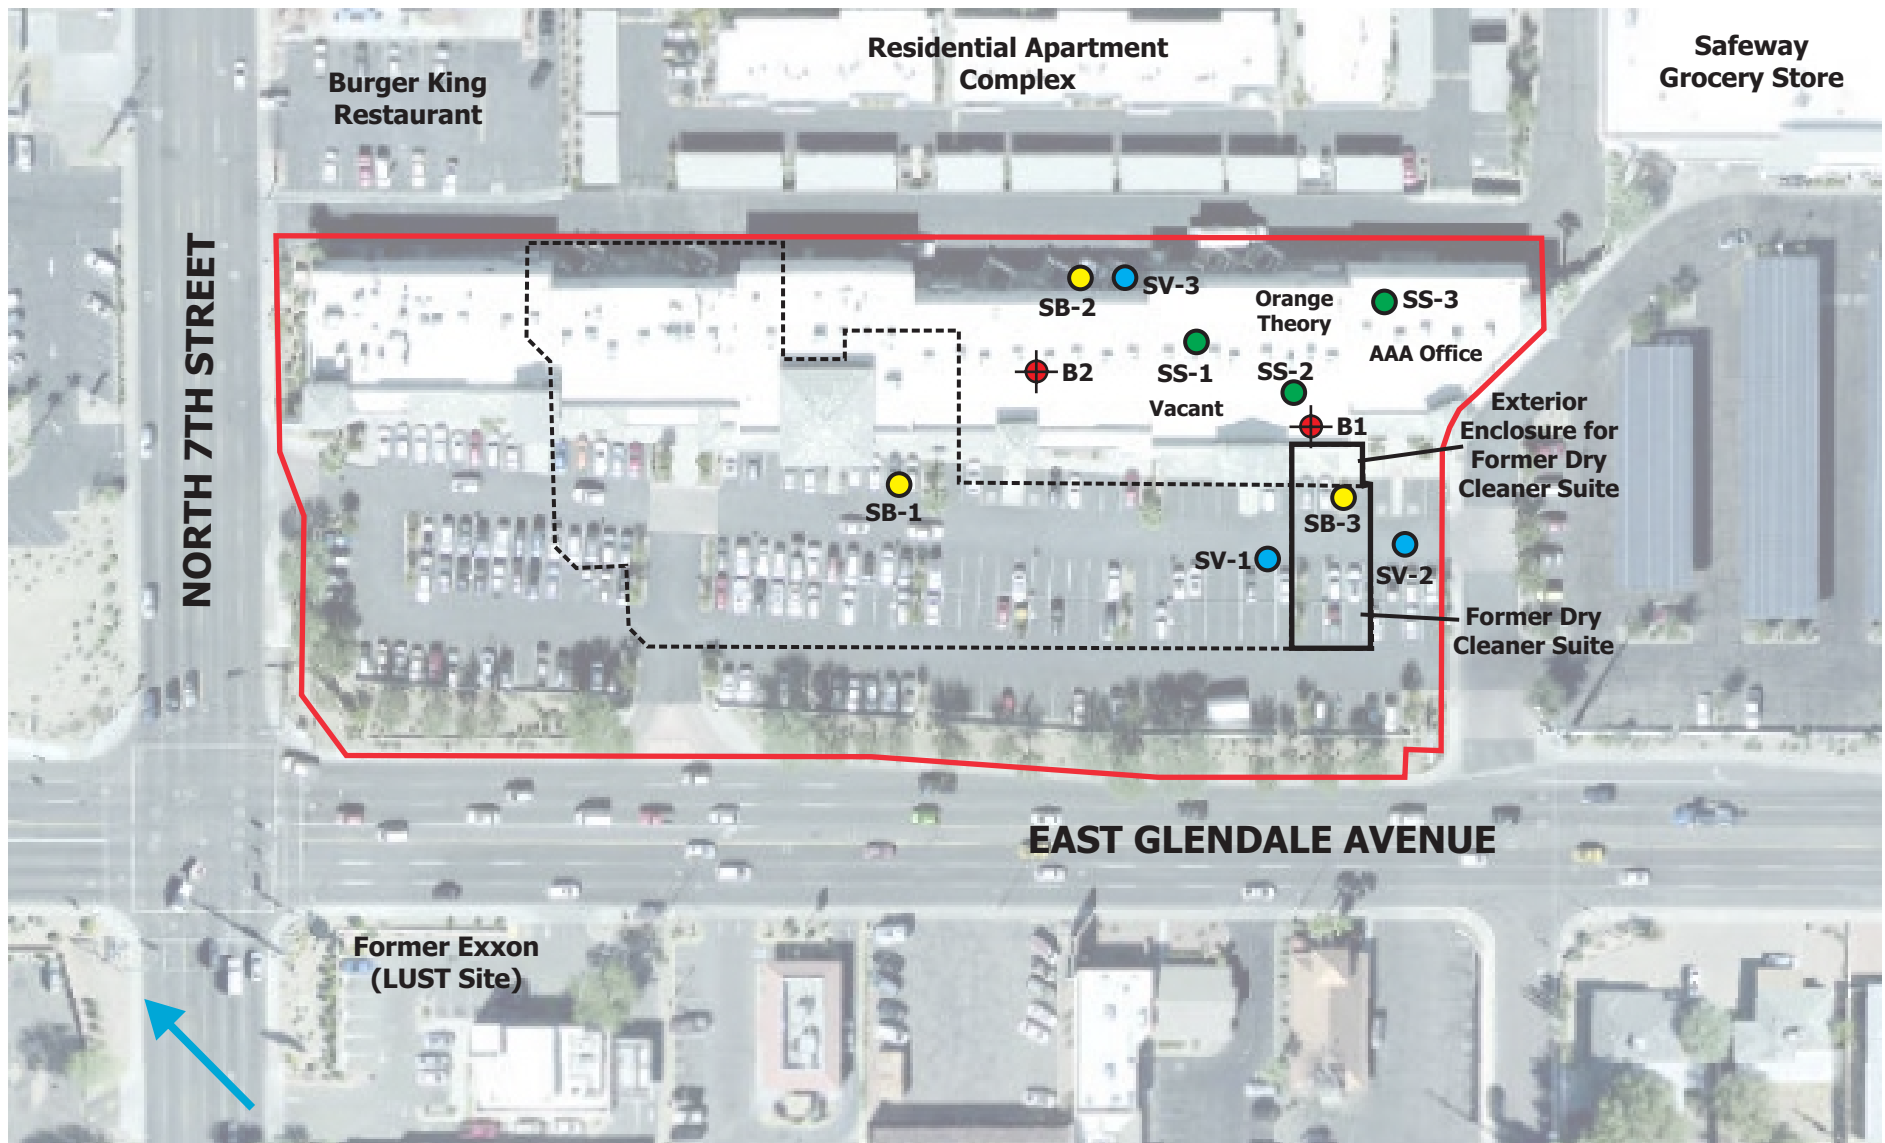 Burger King
Restaurant
Residential Apartment
Complex
Safeway
Grocery Store
NORTH 7TH STREET
SB-2
SV-3
Orange
Theory
SS-3
AAA Office
SS-1
SS-2
B2
Vacant
B1
Exterior
Enclosure for
Former Dry
Cleaner Suite
SB-1
SB-3
SV-1
SV-2
Former Dry
Cleaner Suite
EAST GLENDALE AVENUE
Former Exxon
(LUST Site)